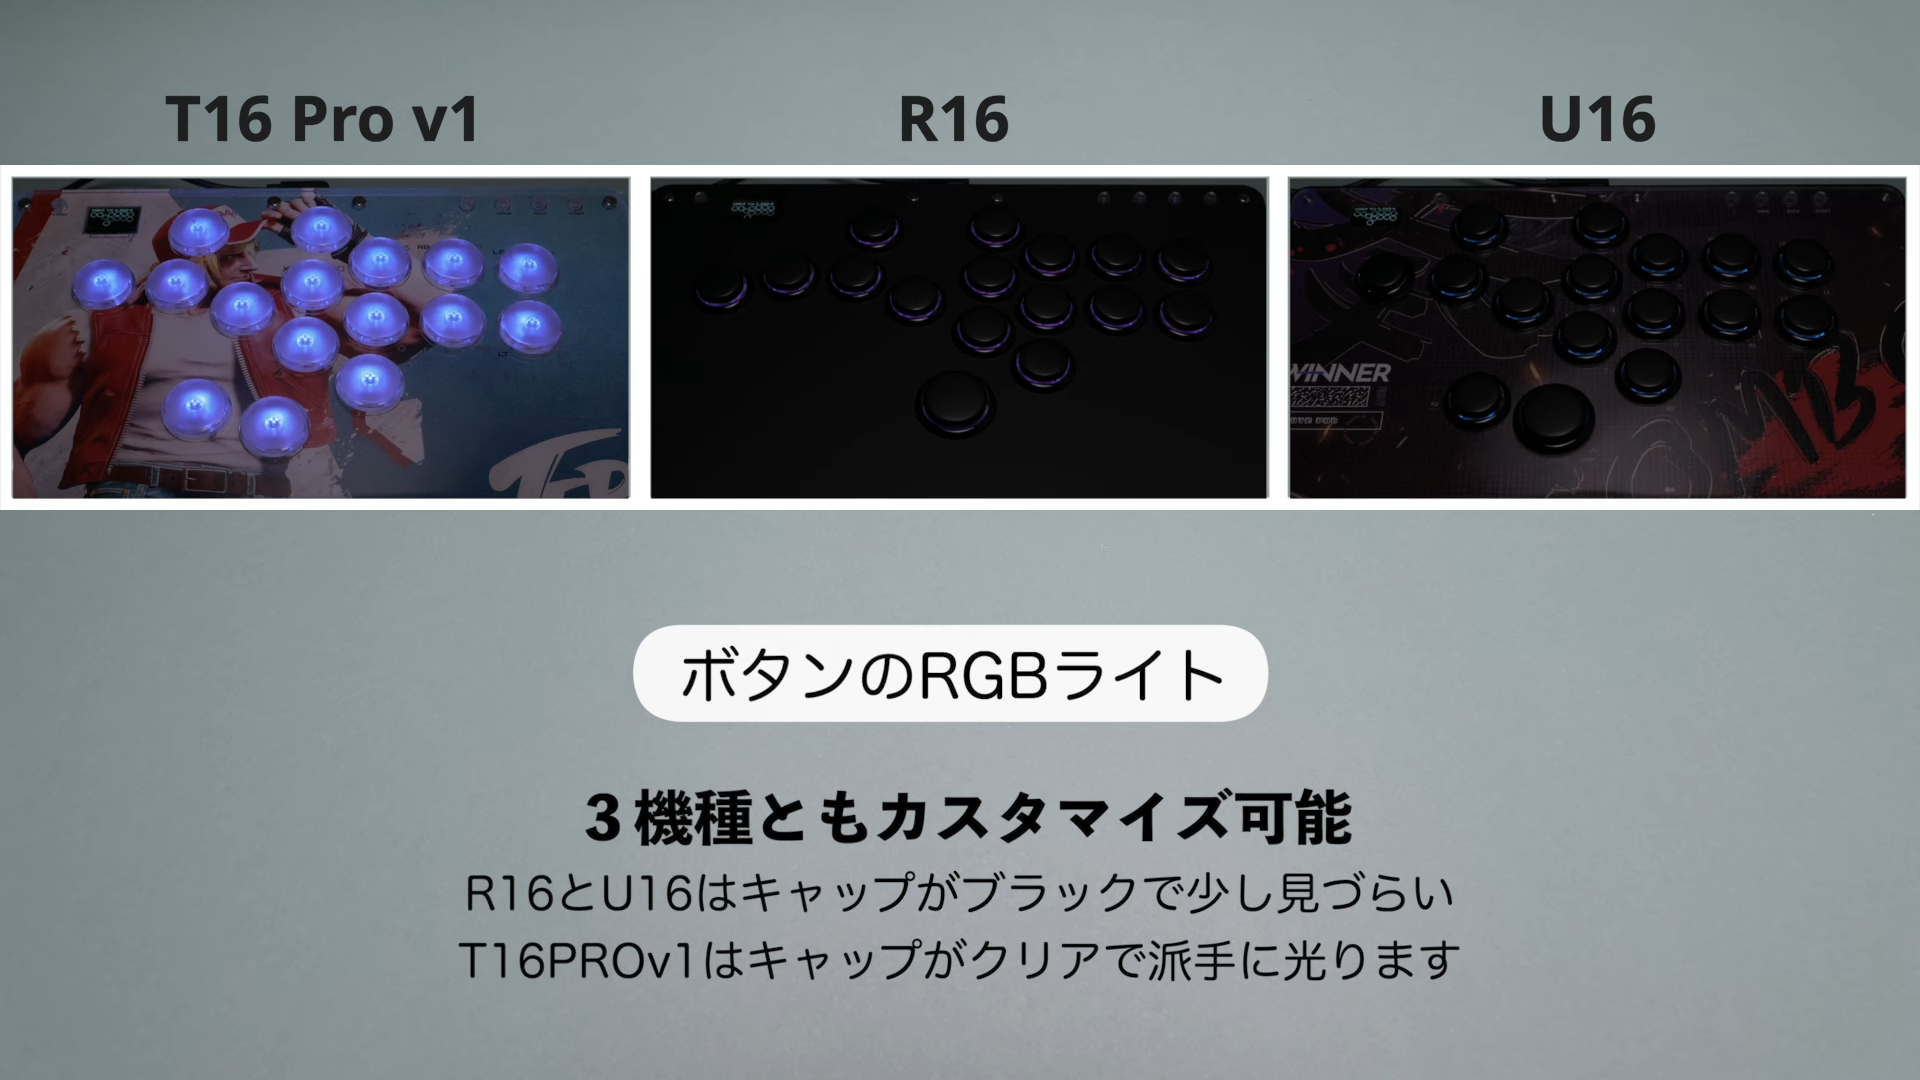 T16 Pro v1
R16
U16
WINNER
ボタンのRGBライト
３機種ともカスタマイズ可能
R16とU16はキャップがブラックで少し見づらい
T16PROv1はキャップがクリアで派手に光ります